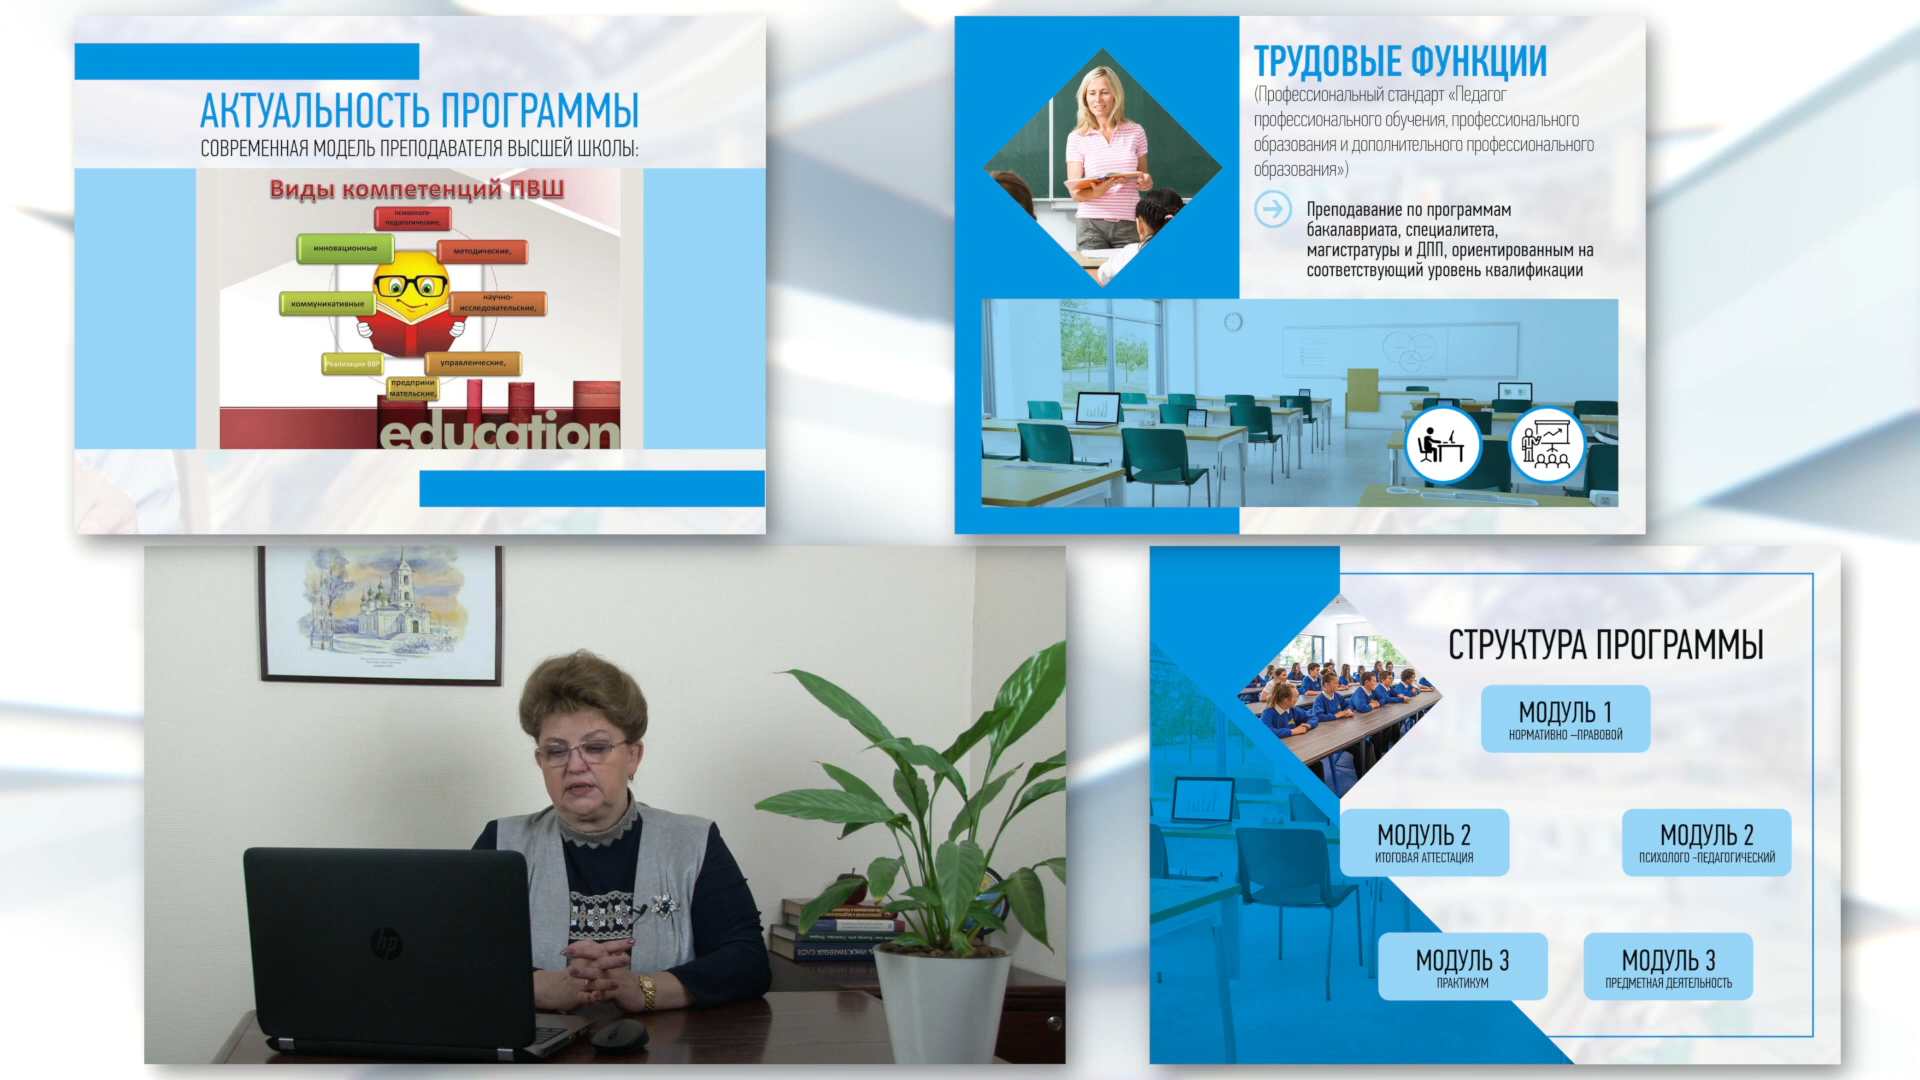 АКТУАЛЬНОСТЬ ПРОГРАММЫ
СОВРЕМЕННАЯ МОДЕЛЬ ПРЕПОДАВАТЕЛЯ ВЫСШЕЙ ШКОЛЫ:
Виды компетенций ПВШ
психолого-
педагогические,
инновационные
методические,
коммуникативные
научно-
исследовательские,
Реализации ВВР
управленческие,
предприни
мательские,
education
ТРУДОВЫЕ ФУНКЦИИ
(Профессиональный стандарт «Педагог
профессионального обучения, профессионального
образования и дополнительного профессионального
образования»)
Преподавание по программам
бакалавриата, специалитета,
магистратуры и ДПП, ориентированным на
соответствующий уровень квалификации
hp
СТРУКТУРА ПРОГРАММЫ
МОДУЛЬ 1
НОРМАТИВНО –ПРАВОВОЙ
МОДУЛЬ 2
ИТОГОВАЯ АТТЕСТАЦИЯ
МОДУЛЬ 2
ПСИХОЛОГО -ПЕДАГОГИЧЕСКИЙ
МОДУЛЬ 3
ПРАКТИКУМ
МОДУЛЬ 3
ПРЕДМЕТНАЯ ДЕЯТЕЛЬНОСТЬ